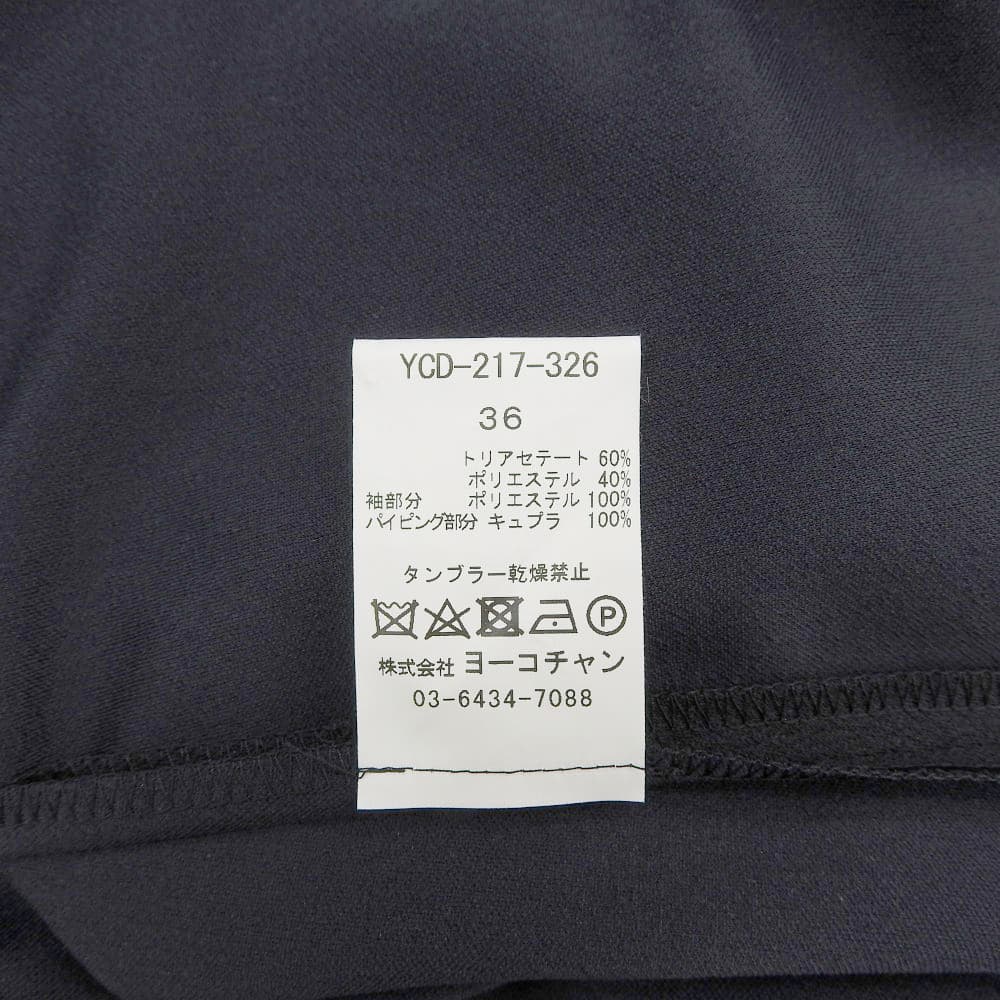 YCD-217-326
36
トリアセテート 60%
ポリエステル 40%
袖部分 ポリエステル 100%
パイピング部分 キュプラ 100%
タンブラー乾燥禁止
P
株式会社 ヨーコチャン
03-6434-7088